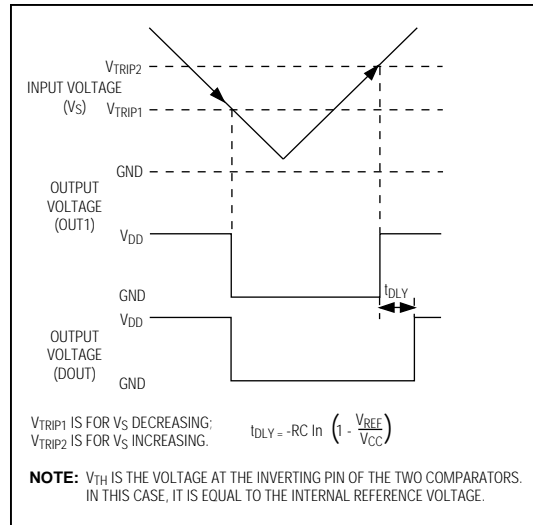 VTRIP2
INPUT VOLTAGE
(VS)
VTRIP1
GND
OUTPUT
VOLTAGE
(OUT1)
VDD
GND
tDLY
VDD
OUTPUT
VOLTAGE
(DOUT)
GND
VTRIP1 IS FOR VS DECREASING;
VTRIP2 IS FOR VS INCREASING.
tDLY = -RC ln (1 - VREF/VCC)
NOTE: VTH IS THE VOLTAGE AT THE INVERTING PIN OF THE TWO COMPARATORS.
IN THIS CASE, IT IS EQUAL TO THE INTERNAL REFERENCE VOLTAGE.